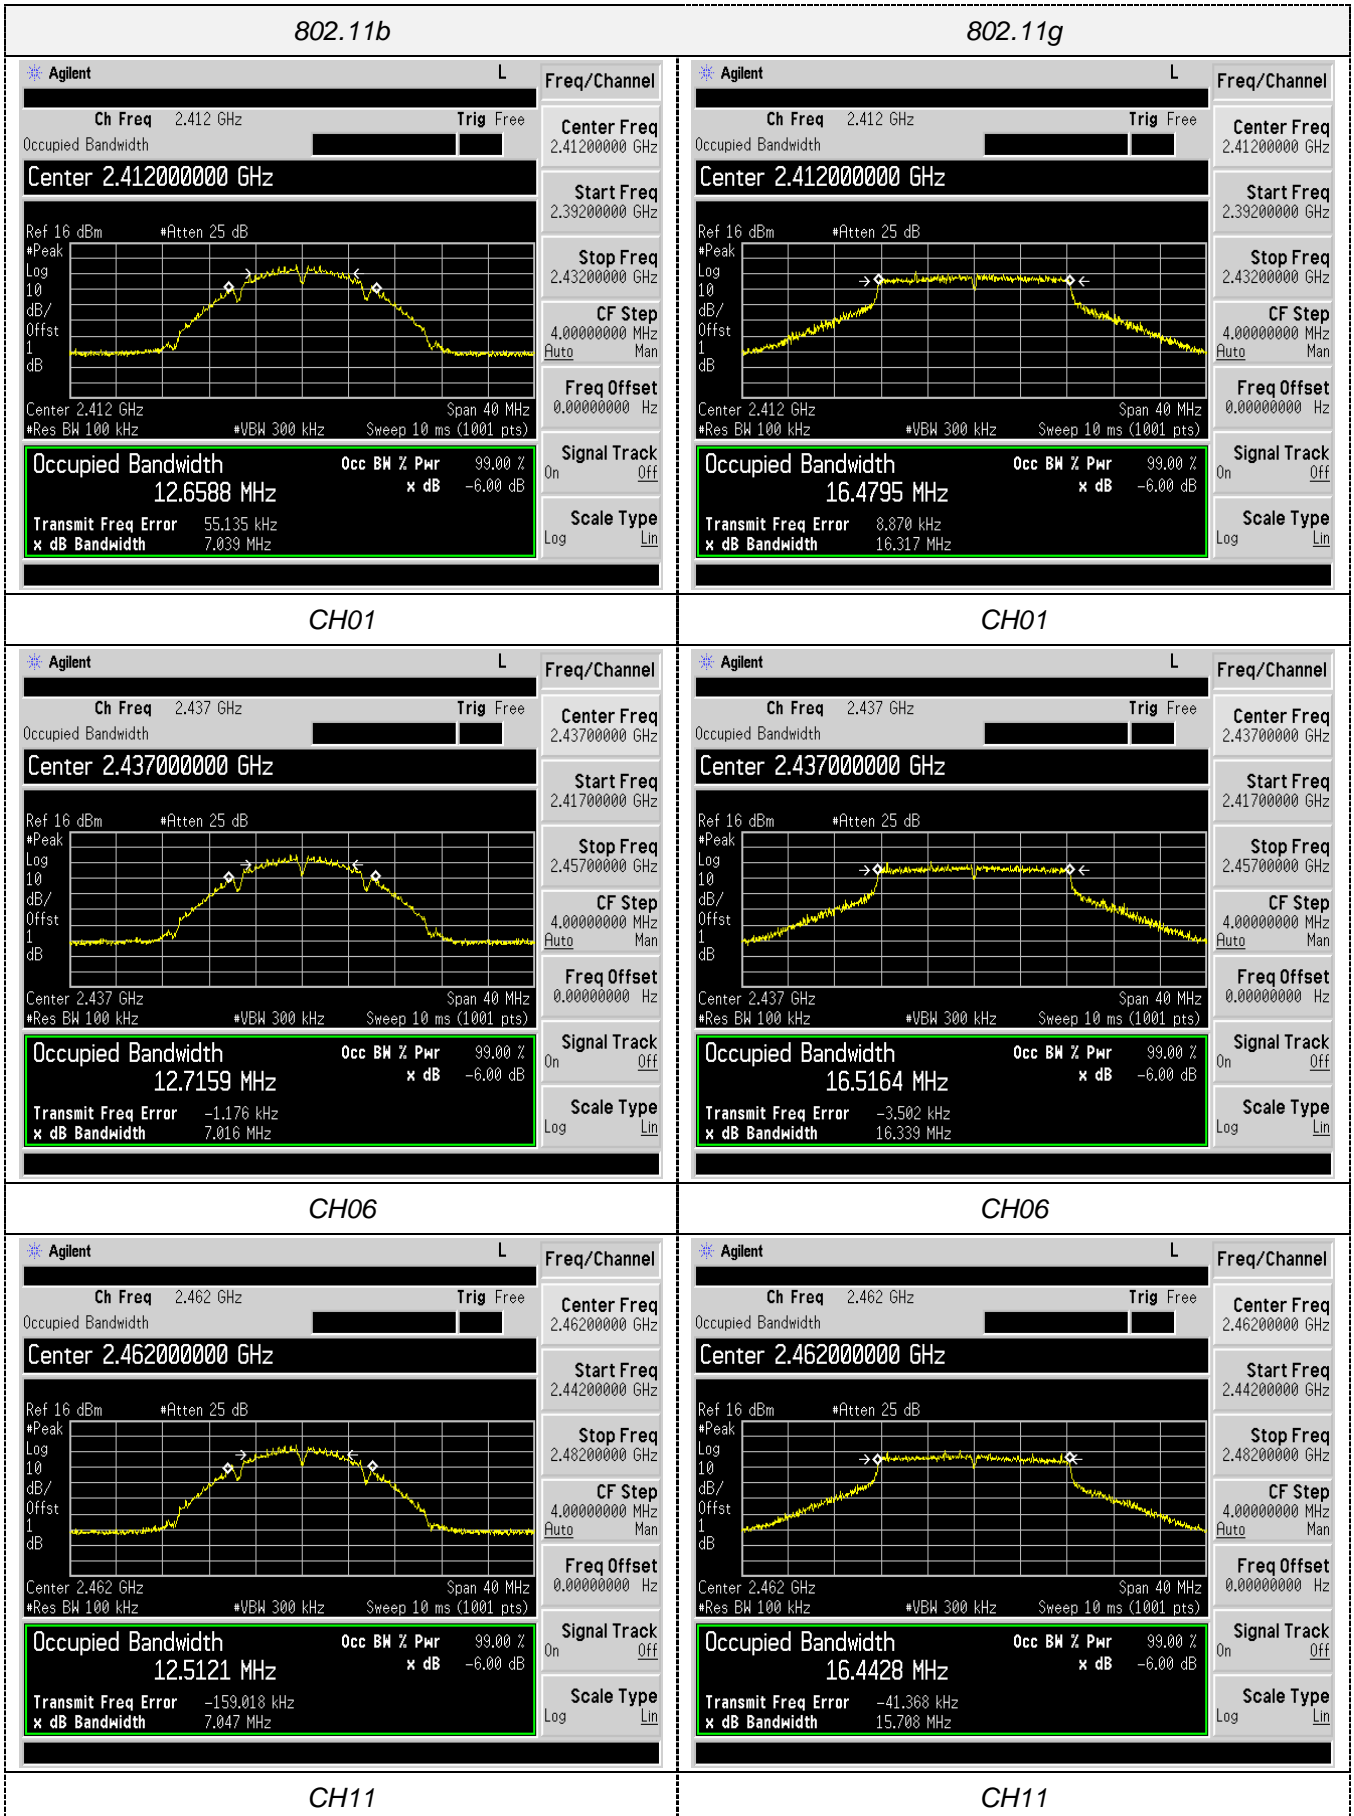 802.11b
802.11g
Agilent L
Freq/Channel
Ch Freq 2.412 GHz Trig Free
Occupied Bandwidth
Center 2.412000000 GHz
Ref 16 dBm #Atten 25 dB
#Peak
Log
10
dB/
Offst
1
dB
Center 2.412 GHz Span 40 MHz
#Res BW 100 kHz #VBW 300 kHz Sweep 10 ms (1001 pts)
Occupied Bandwidth Occ BW % Pwr 99.00 %
12.6588 MHz x dB -6.00 dB
Transmit Freq Error 55.135 kHz
x dB Bandwidth 7.039 MHz
Center Freq
2.41200000 GHz
Start Freq
2.39200000 GHz
Stop Freq
2.43200000 GHz
CF Step
4.00000000 MHz
Auto Man
Freq Offset
0.00000000 Hz
Signal Track
On Off
Scale Type
Log Lin
Agilent L
Freq/Channel
Ch Freq 2.412 GHz Trig Free
Occupied Bandwidth
Center 2.412000000 GHz
Ref 16 dBm #Atten 25 dB
#Peak
Log
10
dB/
Offst
1
dB
Center 2.412 GHz Span 40 MHz
#Res BW 100 kHz #VBW 300 kHz Sweep 10 ms (1001 pts)
Occupied Bandwidth Occ BW % Pwr 99.00 %
16.4795 MHz x dB -6.00 dB
Transmit Freq Error 8.870 kHz
x dB Bandwidth 16.317 MHz
Center Freq
2.41200000 GHz
Start Freq
2.39200000 GHz
Stop Freq
2.43200000 GHz
CF Step
4.00000000 MHz
Auto Man
Freq Offset
0.00000000 Hz
Signal Track
On Off
Scale Type
Log Lin
CH01
CH01
Agilent L
Freq/Channel
Ch Freq 2.437 GHz Trig Free
Occupied Bandwidth
Center 2.437000000 GHz
Ref 16 dBm #Atten 25 dB
#Peak
Log
10
dB/
Offst
1
dB
Center 2.437 GHz Span 40 MHz
#Res BW 100 kHz #VBW 300 kHz Sweep 10 ms (1001 pts)
Occupied Bandwidth Occ BW % Pwr 99.00 %
12.7159 MHz x dB -6.00 dB
Transmit Freq Error -1.176 kHz
x dB Bandwidth 7.016 MHz
Center Freq
2.43700000 GHz
Start Freq
2.41700000 GHz
Stop Freq
2.45700000 GHz
CF Step
4.00000000 MHz
Auto Man
Freq Offset
0.00000000 Hz
Signal Track
On Off
Scale Type
Log Lin
Agilent L
Freq/Channel
Ch Freq 2.437 GHz Trig Free
Occupied Bandwidth
Center 2.437000000 GHz
Ref 16 dBm #Atten 25 dB
#Peak
Log
10
dB/
Offst
1
dB
Center 2.437 GHz Span 40 MHz
#Res BW 100 kHz #VBW 300 kHz Sweep 10 ms (1001 pts)
Occupied Bandwidth Occ BW % Pwr 99.00 %
16.5164 MHz x dB -6.00 dB
Transmit Freq Error -3.502 kHz
x dB Bandwidth 16.339 MHz
Center Freq
2.43700000 GHz
Start Freq
2.41700000 GHz
Stop Freq
2.45700000 GHz
CF Step
4.00000000 MHz
Auto Man
Freq Offset
0.00000000 Hz
Signal Track
On Off
Scale Type
Log Lin
CH06
CH06
Agilent L
Freq/Channel
Ch Freq 2.462 GHz Trig Free
Occupied Bandwidth
Center 2.462000000 GHz
Ref 16 dBm #Atten 25 dB
#Peak
Log
10
dB/
Offst
1
dB
Center 2.462 GHz Span 40 MHz
#Res BW 100 kHz #VBW 300 kHz Sweep 10 ms (1001 pts)
Occupied Bandwidth Occ BW % Pwr 99.00 %
12.5121 MHz x dB -6.00 dB
Transmit Freq Error -159.018 kHz
x dB Bandwidth 7.047 MHz
Center Freq
2.46200000 GHz
Start Freq
2.44200000 GHz
Stop Freq
2.48200000 GHz
CF Step
4.00000000 MHz
Auto Man
Freq Offset
0.00000000 Hz
Signal Track
On Off
Scale Type
Log Lin
Agilent L
Freq/Channel
Ch Freq 2.462 GHz Trig Free
Occupied Bandwidth
Center 2.462000000 GHz
Ref 16 dBm #Atten 25 dB
#Peak
Log
10
dB/
Offst
1
dB
Center 2.462 GHz Span 40 MHz
#Res BW 100 kHz #VBW 300 kHz Sweep 10 ms (1001 pts)
Occupied Bandwidth Occ BW % Pwr 99.00 %
16.4428 MHz x dB -6.00 dB
Transmit Freq Error -41.368 kHz
x dB Bandwidth 15.708 MHz
Center Freq
2.46200000 GHz
Start Freq
2.44200000 GHz
Stop Freq
2.48200000 GHz
CF Step
4.00000000 MHz
Auto Man
Freq Offset
0.00000000 Hz
Signal Track
On Off
Scale Type
Log Lin
CH11
CH11